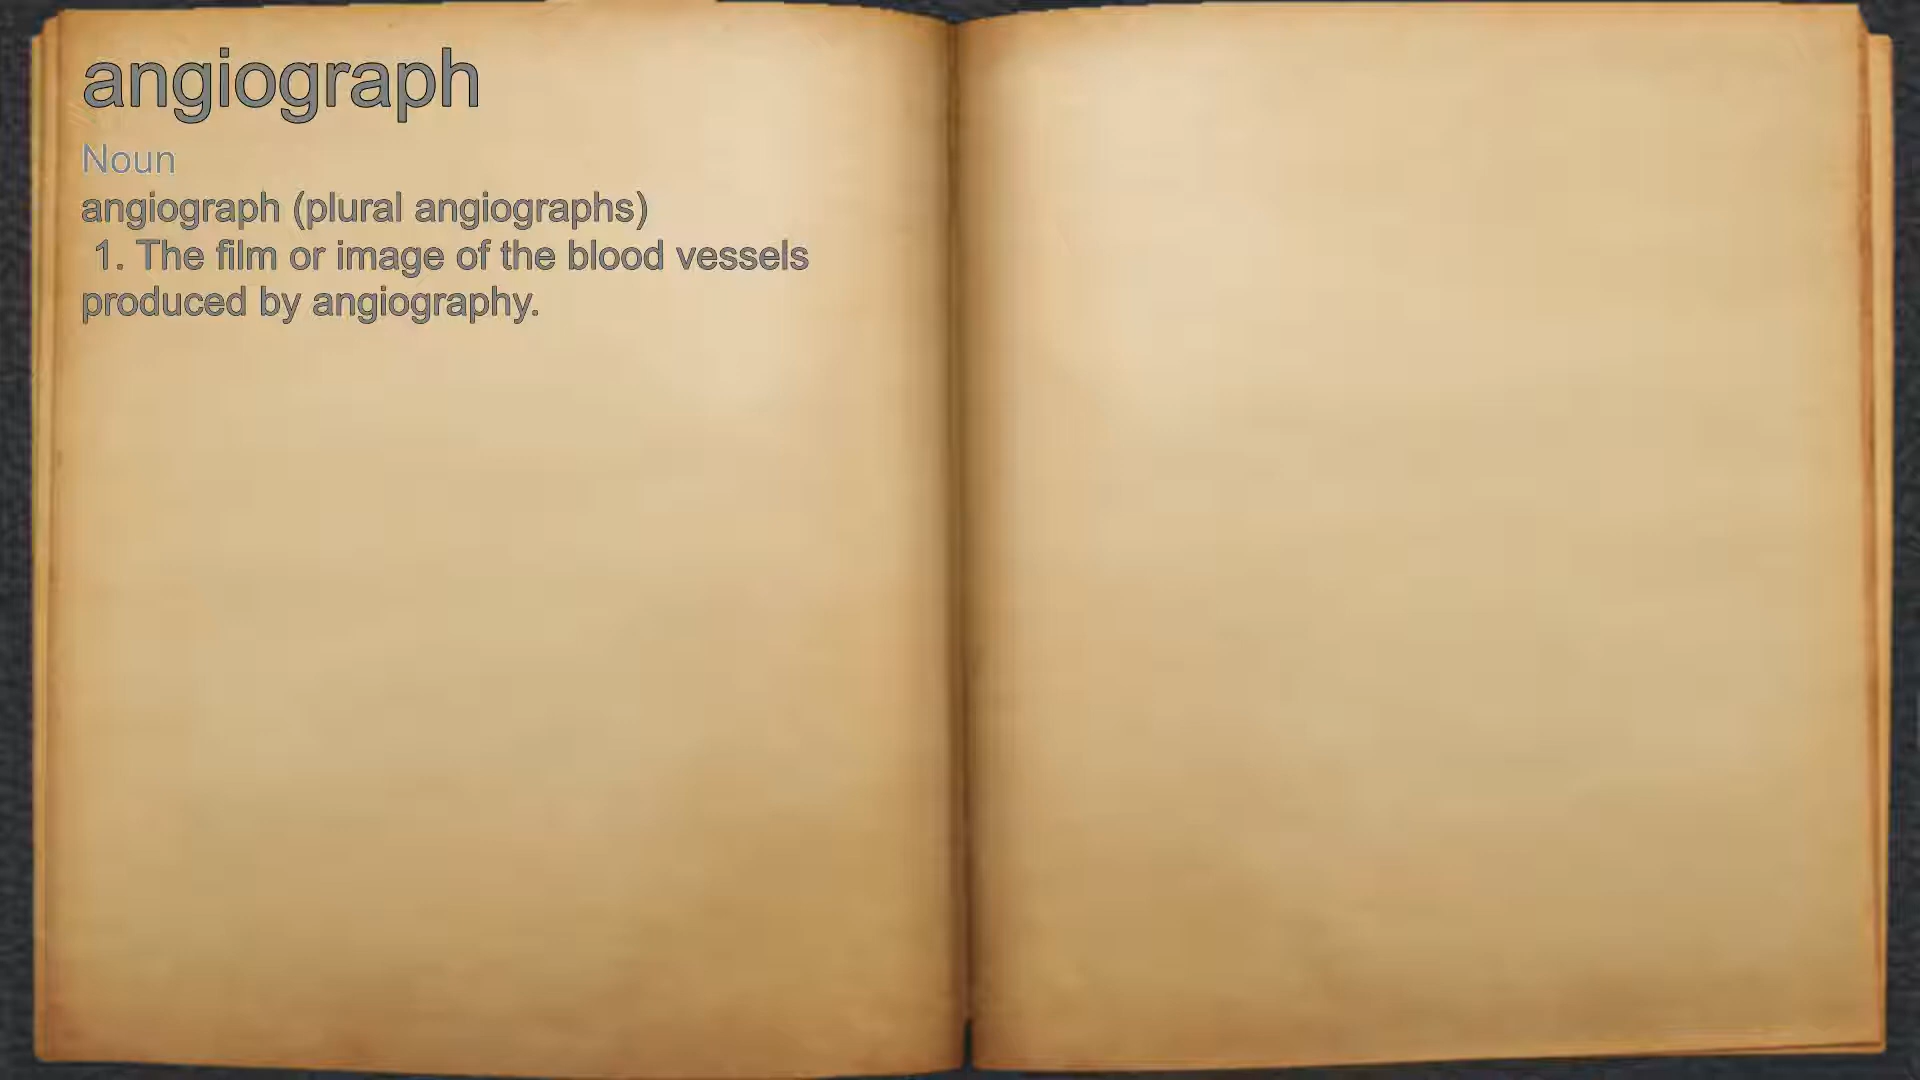 angiograph
Noun
angiograph (plural angiographs)
1. The film or image of the blood vessels
produced by angiography.